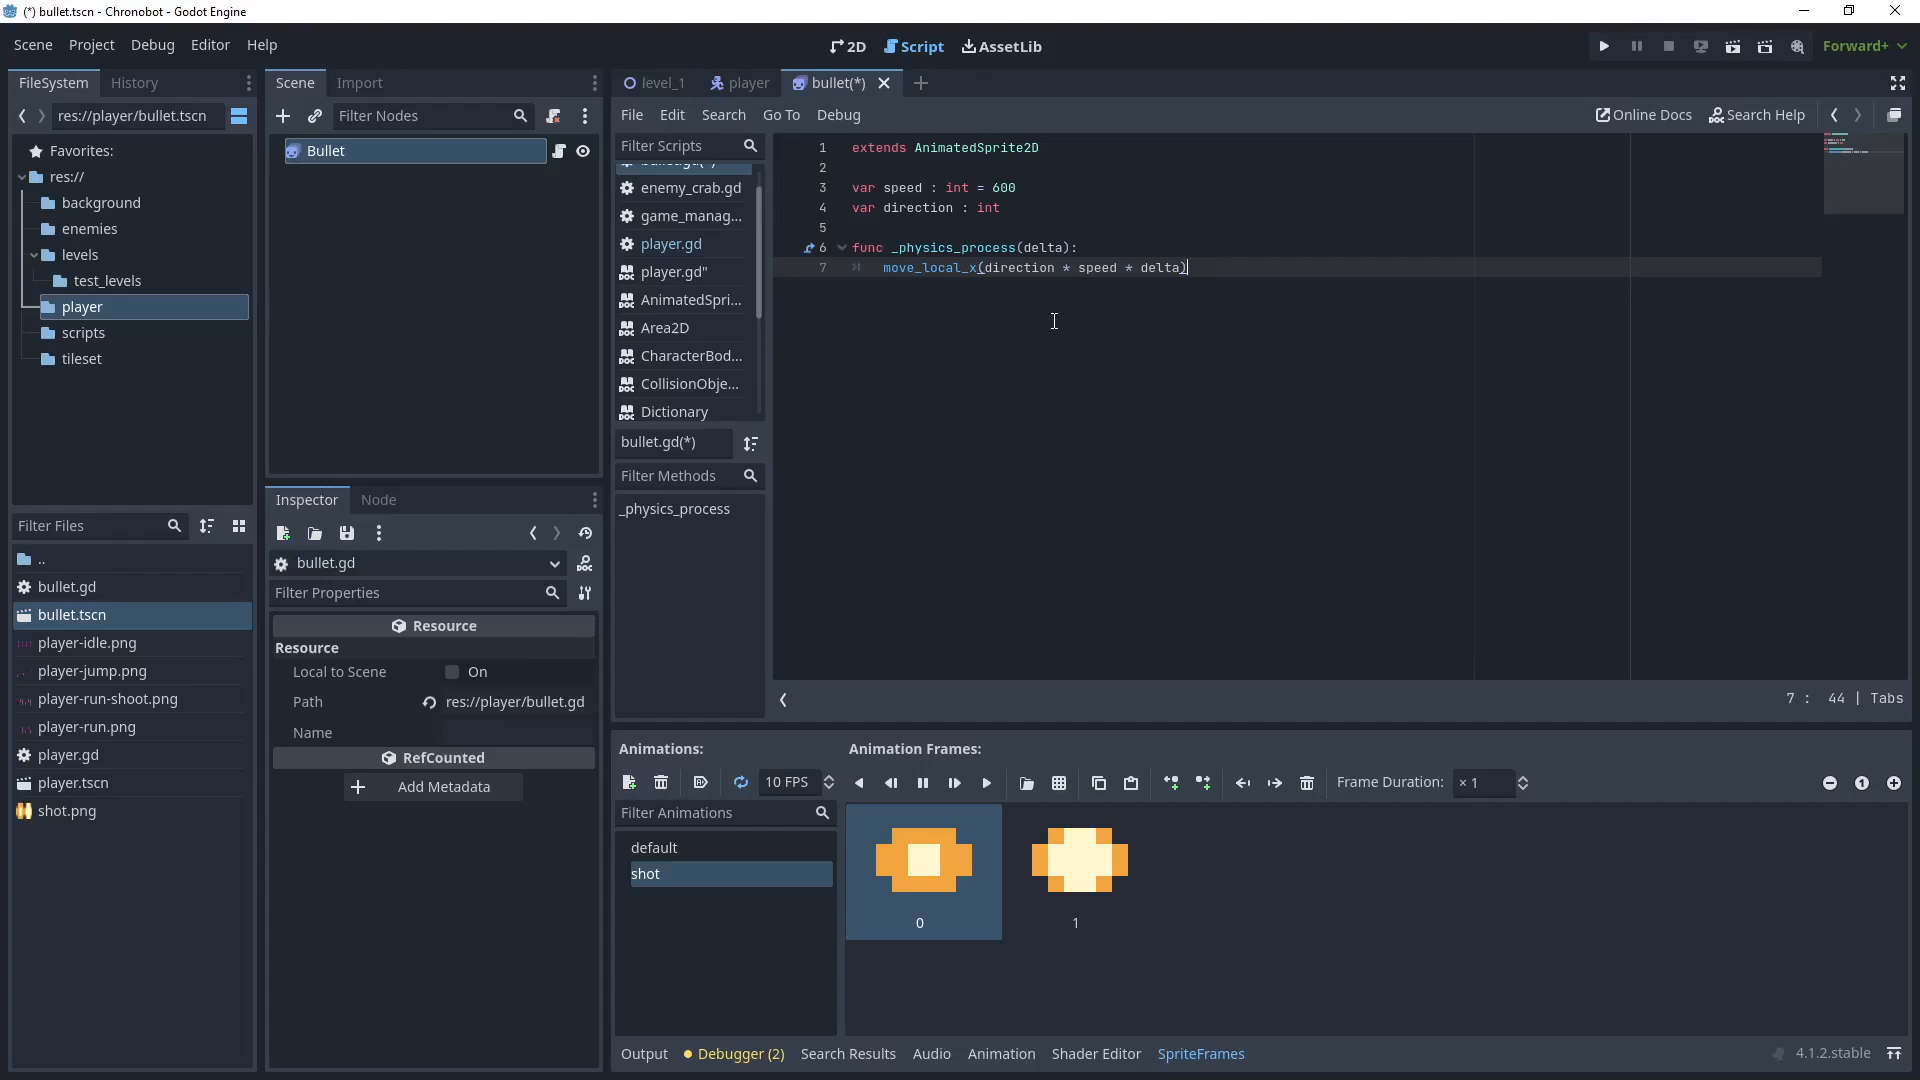 (*) bullet.tscn - Chronobot - Godot Engine
Scene Project Debug Editor Help
2D Script AssetLib
Forward+
FileSystem History
res://player/bullet.tscn
Favorites:
res://
background
enemies
levels
test_levels
player
scripts
tileset
Filter Files
..
bullet.gd
bullet.tscn
player-idle.png
player-jump.png
player-run-shoot.png
player-run.png
player.gd
player.tscn
shot.png
Scene Import
Filter Nodes
Bullet
Inspector Node
bullet.gd
Filter Properties
Resource
Resource
Local to Scene On
Path res://player/bullet.gd
Name
RefCounted
Add Metadata
level_1 player bullet(*)
File Edit Search Go To Debug
Online Docs Search Help
Filter Scripts
enemy_crab.gd
game_manag...
player.gd
player.gd"
AnimatedSpri...
Area2D
CharacterBod...
CollisionObje...
Dictionary
bullet.gd(*)
Filter Methods
_physics_process
1 extends AnimatedSprite2D
2
3 var speed : int = 600
4 var direction : int
5
6 func _physics_process(delta):
7 move_local_x(direction * speed * delta)
7 : 44 | Tabs
Animations:
10 FPS
Filter Animations
default
shot
Animation Frames:
Frame Duration: × 1
0
1
Output Debugger (2) Search Results Audio Animation Shader Editor SpriteFrames
4.1.2.stable